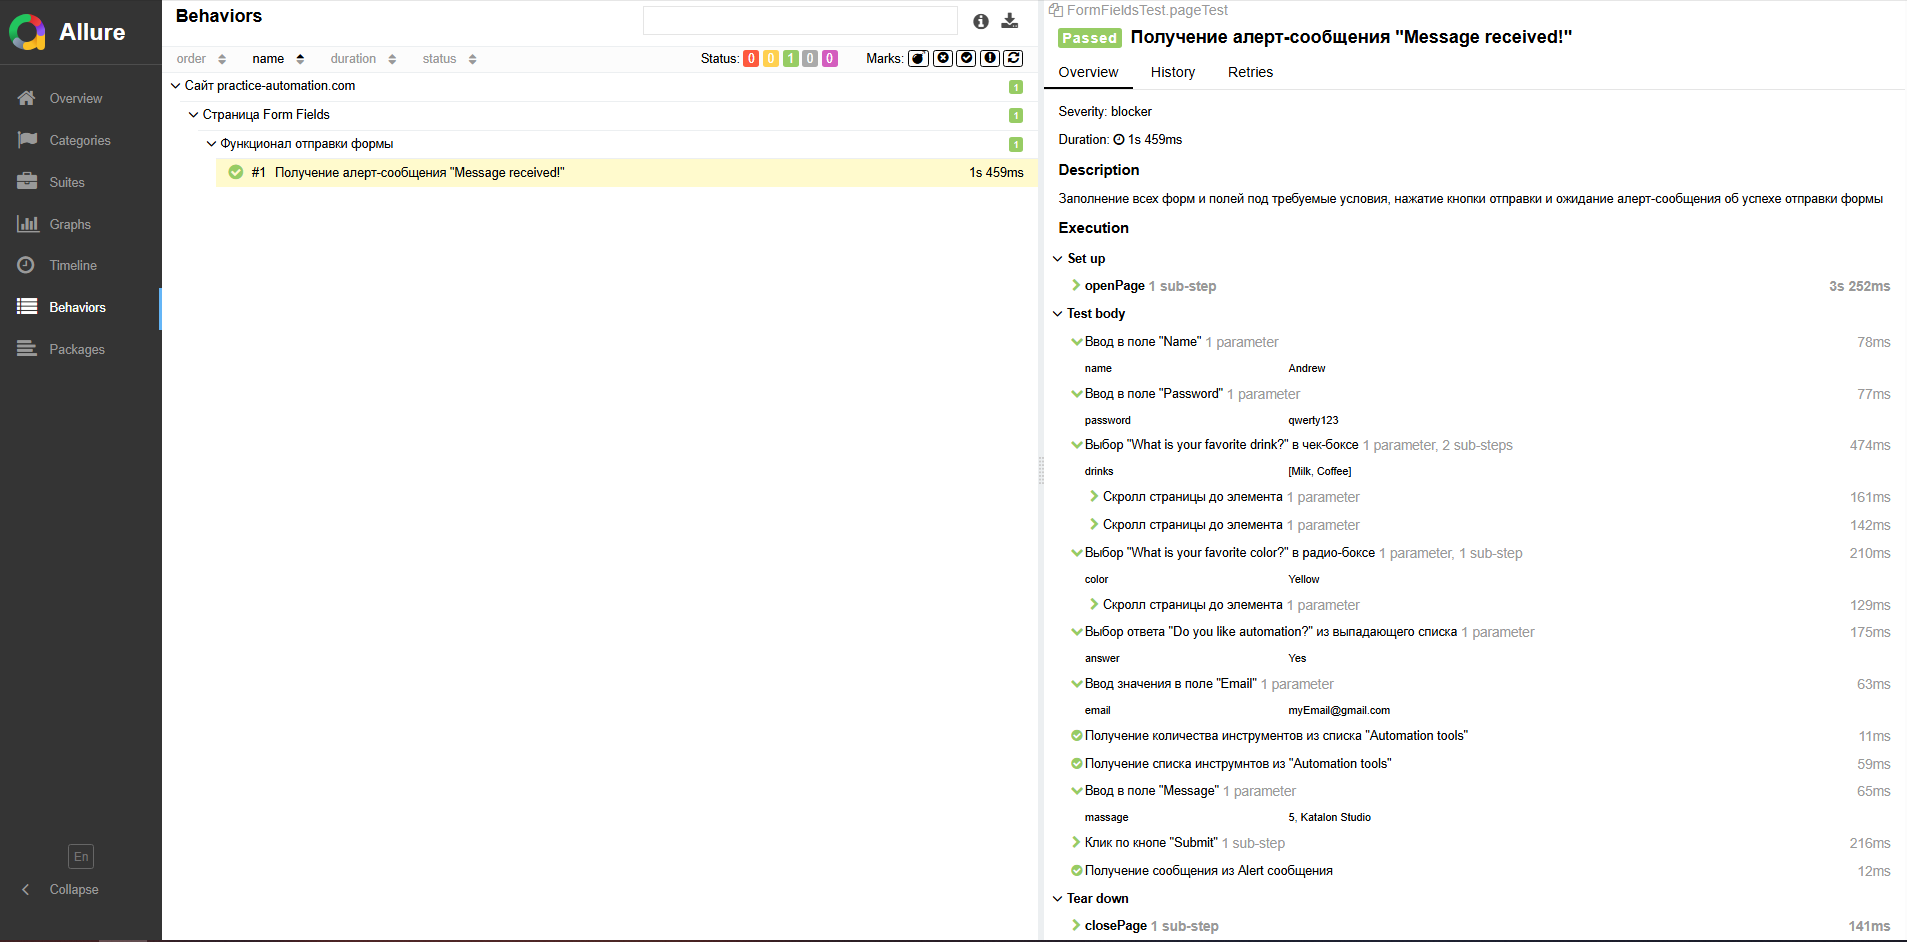 Allure
Overview
Categories
Suites
Graphs
Timeline
Behaviors
Packages
En
Collapse
Behaviors
order name duration status Status: 0 0 1 0 0 Marks:
Сайт practice-automation.com 1
Страница Form Fields 1
Функционал отправки формы 1
#1 Получение алерт-сообщения "Message received!" 1s 459ms
FormFieldsTest.pageTest
Passed Получение алерт-сообщения "Message received!"
Overview History Retries
Severity: blocker
Duration: 1s 459ms
Description
Заполнение всех форм и полей под требуемые условия, нажатие кнопки отправки и ожидание алерт-сообщения об успехе отправки формы
Execution
Set up
openPage 1 sub-step 3s 252ms
Test body
Ввод в поле "Name" 1 parameter 78ms
name Andrew
Ввод в поле "Password" 1 parameter 77ms
password qwerty123
Выбор "What is your favorite drink?" в чек-боксе 1 parameter, 2 sub-steps 474ms
drinks [Milk, Coffee]
Скролл страницы до элемента 1 parameter 161ms
Скролл страницы до элемента 1 parameter 142ms
Выбор "What is your favorite color?" в радио-боксе 1 parameter, 1 sub-step 210ms
color Yellow
Скролл страницы до элемента 1 parameter 129ms
Выбор ответа "Do you like automation?" из выпадающего списка 1 parameter 175ms
answer Yes
Ввод значения в поле "Email" 1 parameter 63ms
email myEmail@gmail.com
Получение количества инструментов из списка "Automation tools" 11ms
Получение списка инструмнтов из "Automation tools" 59ms
Ввод в поле "Message" 1 parameter 65ms
massage 5, Katalon Studio
Клик по кнопе "Submit" 1 sub-step 216ms
Получение сообщения из Alert сообщения 12ms
Tear down
closePage 1 sub-step 141ms